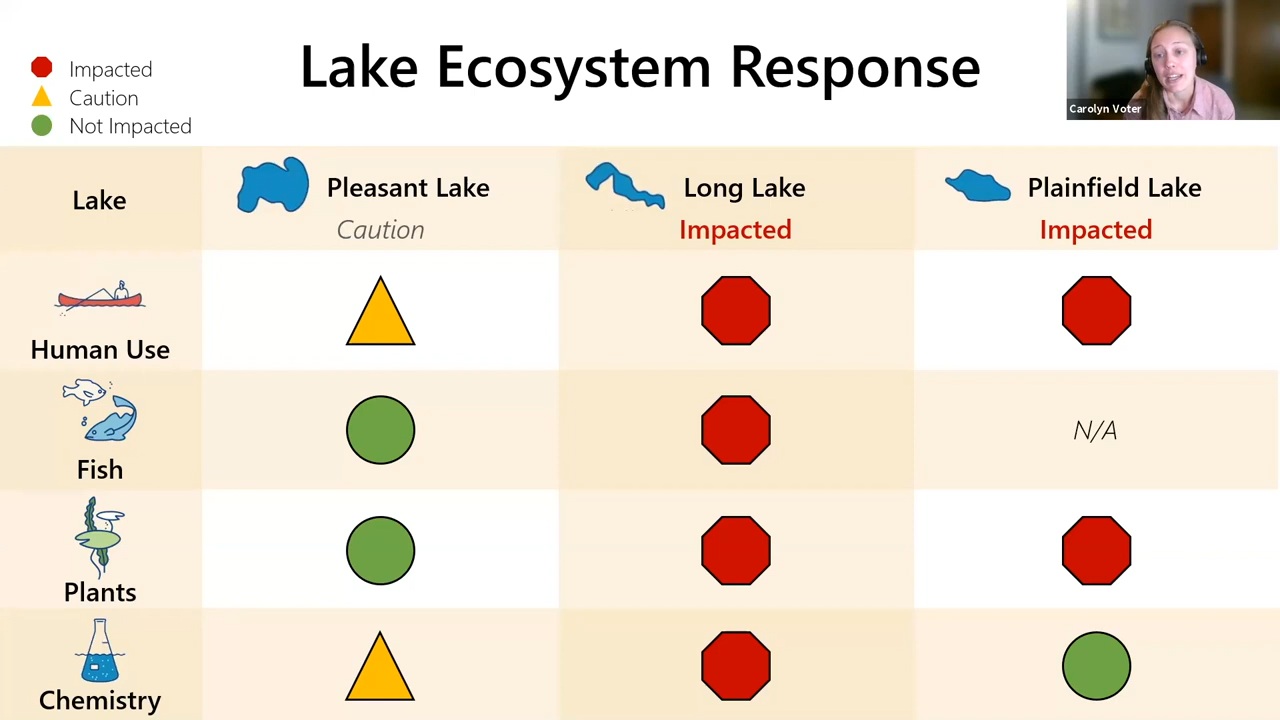 Lake Ecosystem Response
Impacted
Caution
Not Impacted
Carolyn Voter
Lake
Pleasant Lake
Caution
Long Lake
Impacted
Plainfield Lake
Impacted
Human Use
Fish
N/A
Plants
Chemistry